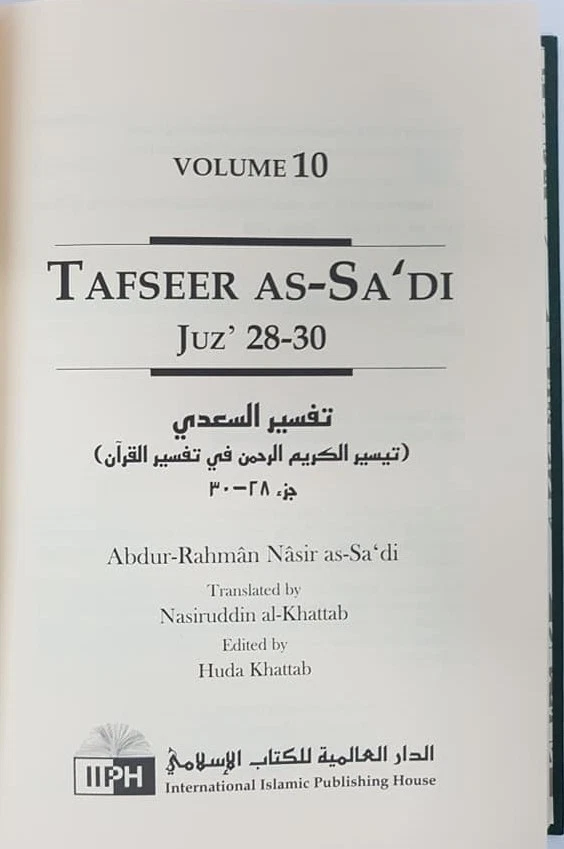 VOLUME 10
TAFSEER AS-SA‘DI
JUZ’ 28-30
تفسير السعدي
(تيسير الكريم الرحمن في تفسير القرآن)
جزء ٢٨–٣٠
Abdur-Rahmân Nâsir as-Sa‘di
Translated by
Nasiruddin al-Khattab
Edited by
Huda Khattab
IIPH
الدار العالمية للكتاب الإسلامي
International Islamic Publishing House